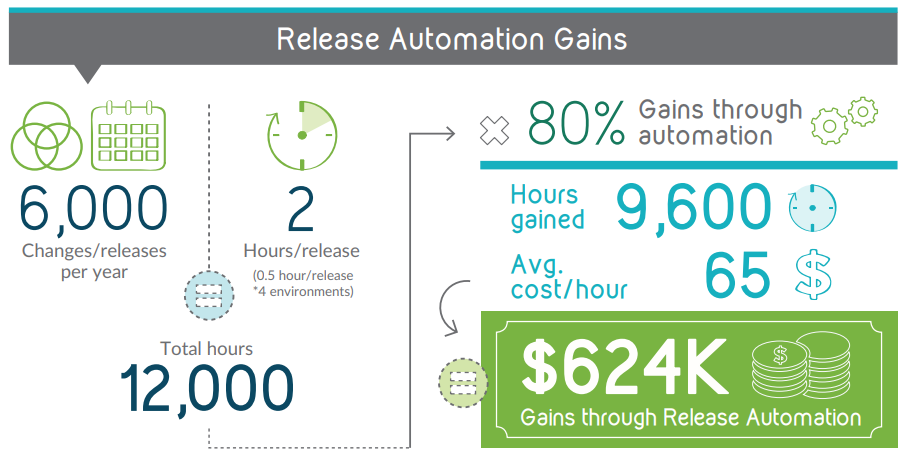 Release Automation Gains
6,000
Changes/releases
per year
2
Hours/release
(0.5 hour/release
*4 environments)
Total hours
12,000
80%
Gains through
automation
Hours
gained
9,600
Avg.
cost/hour
65
$
$624K
$
Gains through Release Automation